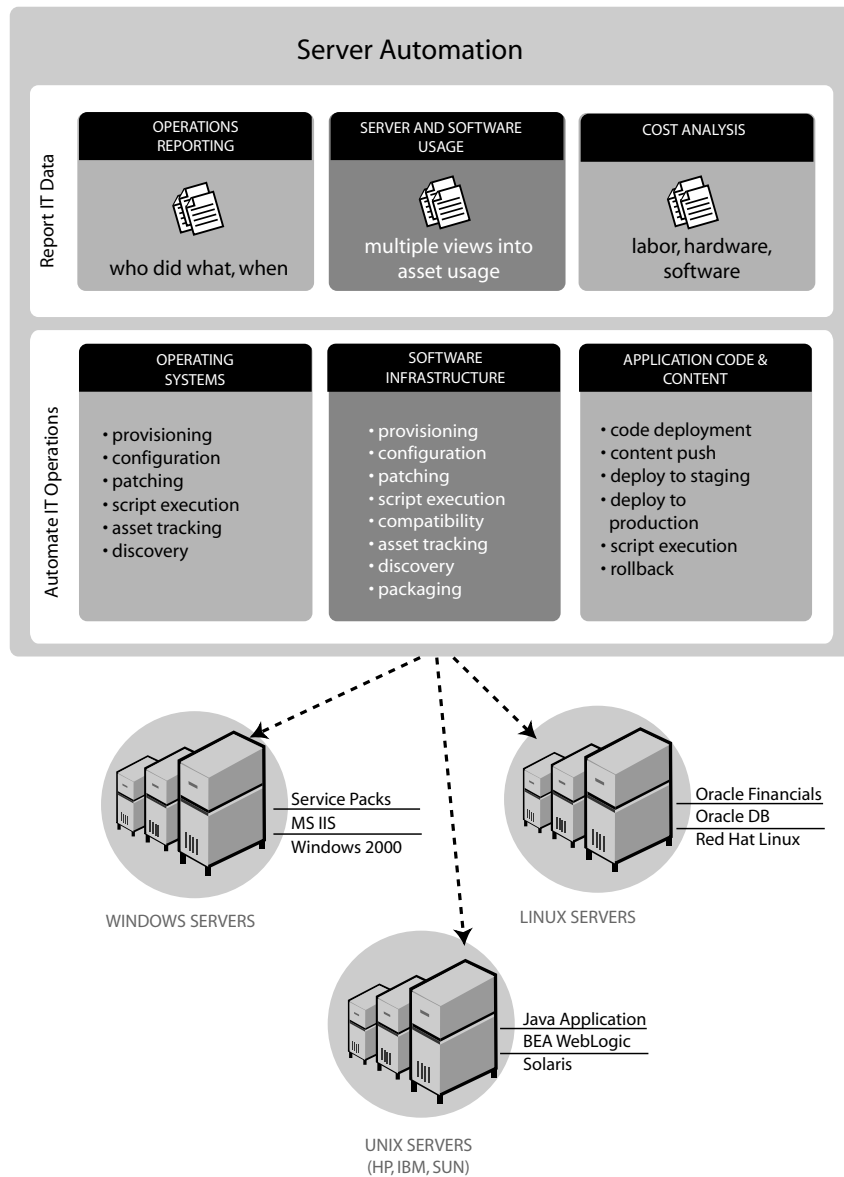 Server Automation
Report IT Data
OPERATIONS
REPORTING
who did what, when
SERVER AND SOFTWARE
USAGE
multiple views into
asset usage
COST ANALYSIS
labor, hardware,
software
Automate IT Operations
OPERATING
SYSTEMS
• provisioning
• configuration
• patching
• script execution
• asset tracking
• discovery
SOFTWARE
INFRASTRUCTURE
• provisioning
• configuration
• patching
• script execution
• compatibility
• asset tracking
• discovery
• packaging
APPLICATION CODE &
CONTENT
• code deployment
• content push
• deploy to staging
• deploy to
production
• script execution
• rollback
Service Packs
MS IIS
Windows 2000
WINDOWS SERVERS
Oracle Financials
Oracle DB
Red Hat Linux
LINUX SERVERS
Java Application
BEA WebLogic
Solaris
UNIX SERVERS
(HP, IBM, SUN)